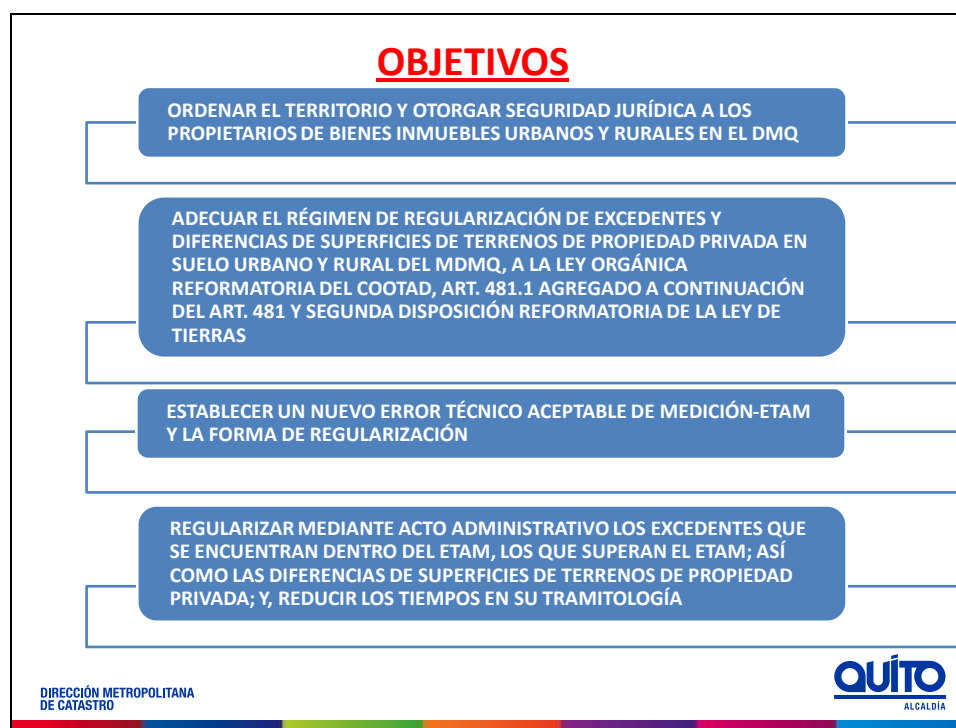 OBJETIVOS
ORDENAR EL TERRITORIO Y OTORGAR SEGURIDAD JURÍDICA A LOS
PROPIETARIOS DE BIENES INMUEBLES URBANOS Y RURALES EN EL DMQ
ADECUAR EL RÉGIMEN DE REGULARIZACIÓN DE EXCEDENTES Y
DIFERENCIAS DE SUPERFICIES DE TERRENOS DE PROPIEDAD PRIVADA EN
SUELO URBANO Y RURAL DEL MDMQ, A LA LEY ORGÁNICA
REFORMATORIA DEL COOTAD, ART. 481.1 AGREGADO A CONTINUACIÓN
DEL ART. 481 Y SEGUNDA DISPOSICIÓN REFORMATORIA DE LA LEY DE
TIERRAS
ESTABLECER UN NUEVO ERROR TÉCNICO ACEPTABLE DE MEDICIÓN-ETAM
Y LA FORMA DE REGULARIZACIÓN
REGULARIZAR MEDIANTE ACTO ADMINISTRATIVO LOS EXCEDENTES QUE
SE ENCUENTRAN DENTRO DEL ETAM, LOS QUE SUPERAN EL ETAM; ASÍ
COMO LAS DIFERENCIAS DE SUPERFICIES DE TERRENOS DE PROPIEDAD
PRIVADA; Y, REDUCIR LOS TIEMPOS EN SU TRAMITOLOGÍA
DIRECCIÓN METROPOLITANA
DE CATASTRO
QUÍTO
ALCALDÍA